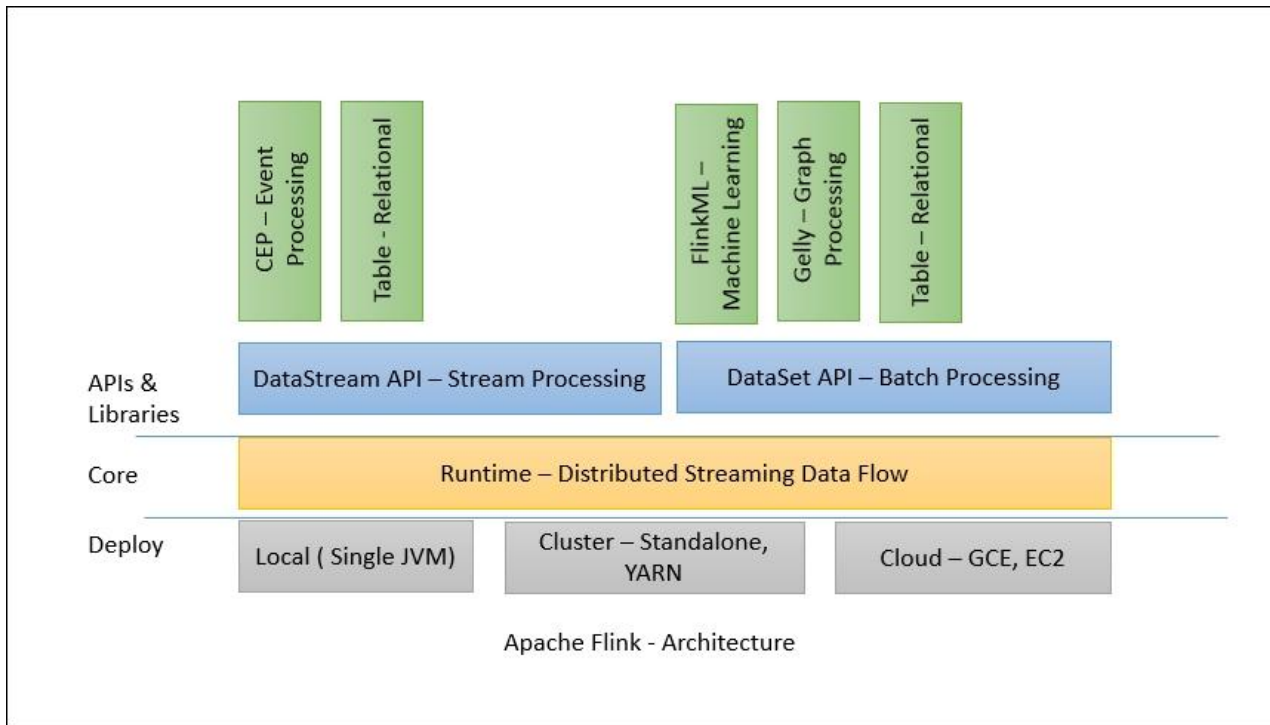 CEP – Event
Processing
Table - Relational
FlinkML –
Machine Learning
Gelly – Graph
Processing
Table – Relational
APIs &
Libraries
DataStream API – Stream Processing
DataSet API – Batch Processing
Core
Runtime – Distributed Streaming Data Flow
Deploy
Local ( Single JVM)
Cluster – Standalone,
YARN
Cloud – GCE, EC2
Apache Flink - Architecture